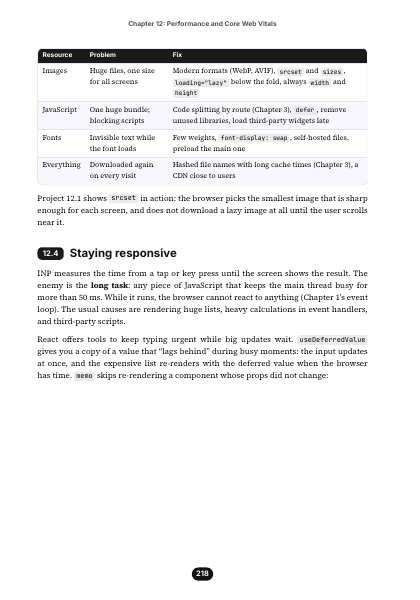 Chapter 12: Performance and Core Web Vitals
Resource Problem Fix
Images Huge files, one size Modern formats (WebP, AVIF), srcset and sizes,
for all screens loading="lazy" below the fold, always width and
height
JavaScript One huge bundle; Code splitting by route (Chapter 3), defer, remove
blocking scripts unused libraries, load third-party widgets late
Fonts Invisible text while Few weights, font-display: swap, self-hosted files,
the font loads preload the main one
Everything Downloaded again Hashed file names with long cache times (Chapter 3), a
on every visit CDN close to users
Project 12.1 shows srcset in action: the browser picks the smallest image that is sharp
enough for each screen, and does not download a lazy image at all until the user scrolls
near it.
12.4 Staying responsive
INP measures the time from a tap or key press until the screen shows the result. The
enemy is the long task: any piece of JavaScript that keeps the main thread busy for
more than 50 ms. While it runs, the browser cannot react to anything (Chapter 1's event
loop). The usual causes are rendering huge lists, heavy calculations in event handlers,
and third-party scripts.
React offers tools to keep typing urgent while big updates wait. useDeferredValue
gives you a copy of a value that “lags behind” during busy moments: the input updates
at once, and the expensive list re-renders with the deferred value when the browser
has time. memo skips re-rendering a component whose props did not change:
218